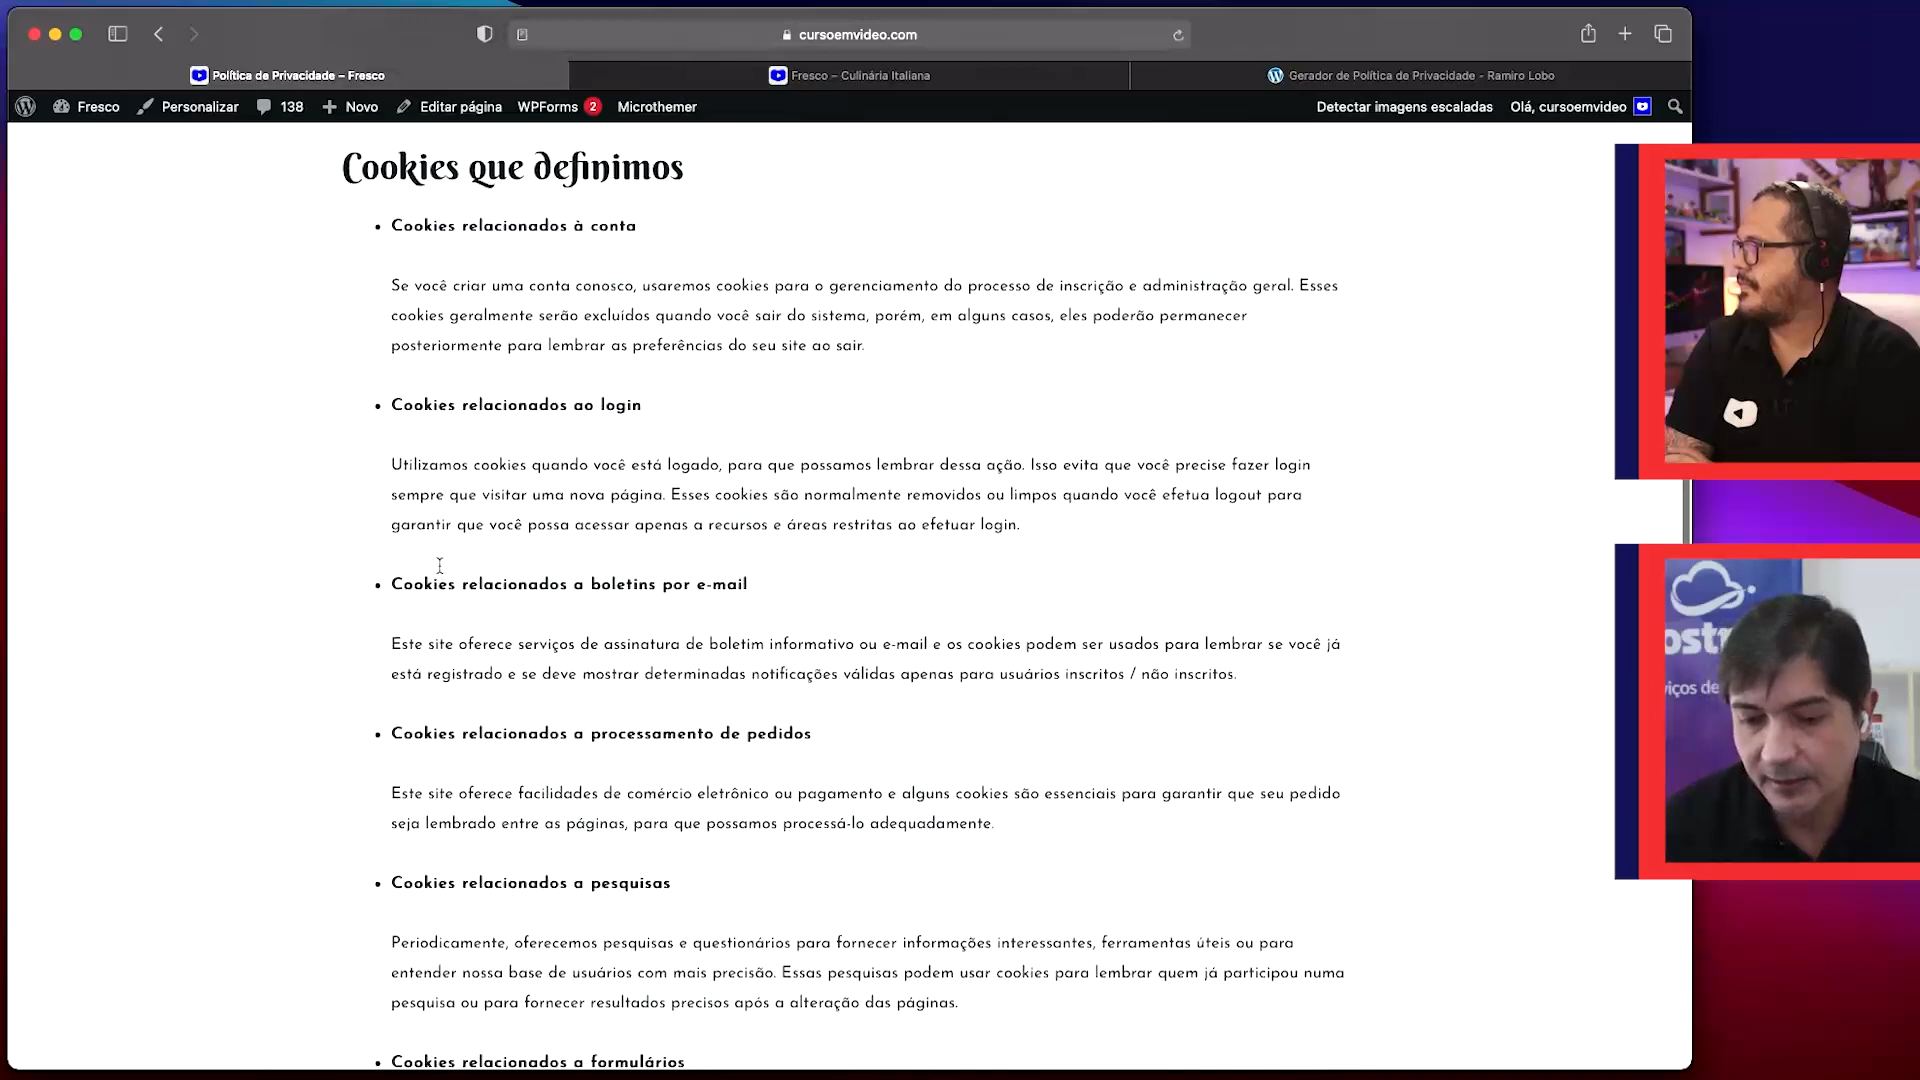 cursoemvideo.com
Política de Privacidade – Fresco
Fresco – Culinária Italiana
Gerador de Política de Privacidade - Ramiro Lobo
Fresco
Personalizar
138
Novo
Editar página
WPForms 2
Microthemer
Detectar imagens escaladas
Olá, cursoemvideo
Cookies que definimos
• Cookies relacionados à conta
Se você criar uma conta conosco, usaremos cookies para o gerenciamento do processo de inscrição e administração geral. Esses
cookies geralmente serão excluídos quando você sair do sistema, porém, em alguns casos, eles poderão permanecer
posteriormente para lembrar as preferências do seu site ao sair.
• Cookies relacionados ao login
Utilizamos cookies quando você está logado, para que possamos lembrar dessa ação. Isso evita que você precise fazer login
sempre que visitar uma nova página. Esses cookies são normalmente removidos ou limpos quando você efetua logout para
garantir que você possa acessar apenas a recursos e áreas restritas ao efetuar login.
• Cookies relacionados a boletins por e-mail
Este site oferece serviços de assinatura de boletim informativo ou e-mail e os cookies podem ser usados para lembrar se você já
está registrado e se deve mostrar determinadas notificações válidas apenas para usuários inscritos / não inscritos.
• Cookies relacionados a processamento de pedidos
Este site oferece facilidades de comércio eletrônico ou pagamento e alguns cookies são essenciais para garantir que seu pedido
seja lembrado entre as páginas, para que possamos processá-lo adequadamente.
• Cookies relacionados a pesquisas
Periodicamente, oferecemos pesquisas e questionários para fornecer informações interessantes, ferramentas úteis ou para
entender nossa base de usuários com mais precisão. Essas pesquisas podem usar cookies para lembrar quem já participou numa
pesquisa ou para fornecer resultados precisos após a alteração das páginas.
• Cookies relacionados a formulários